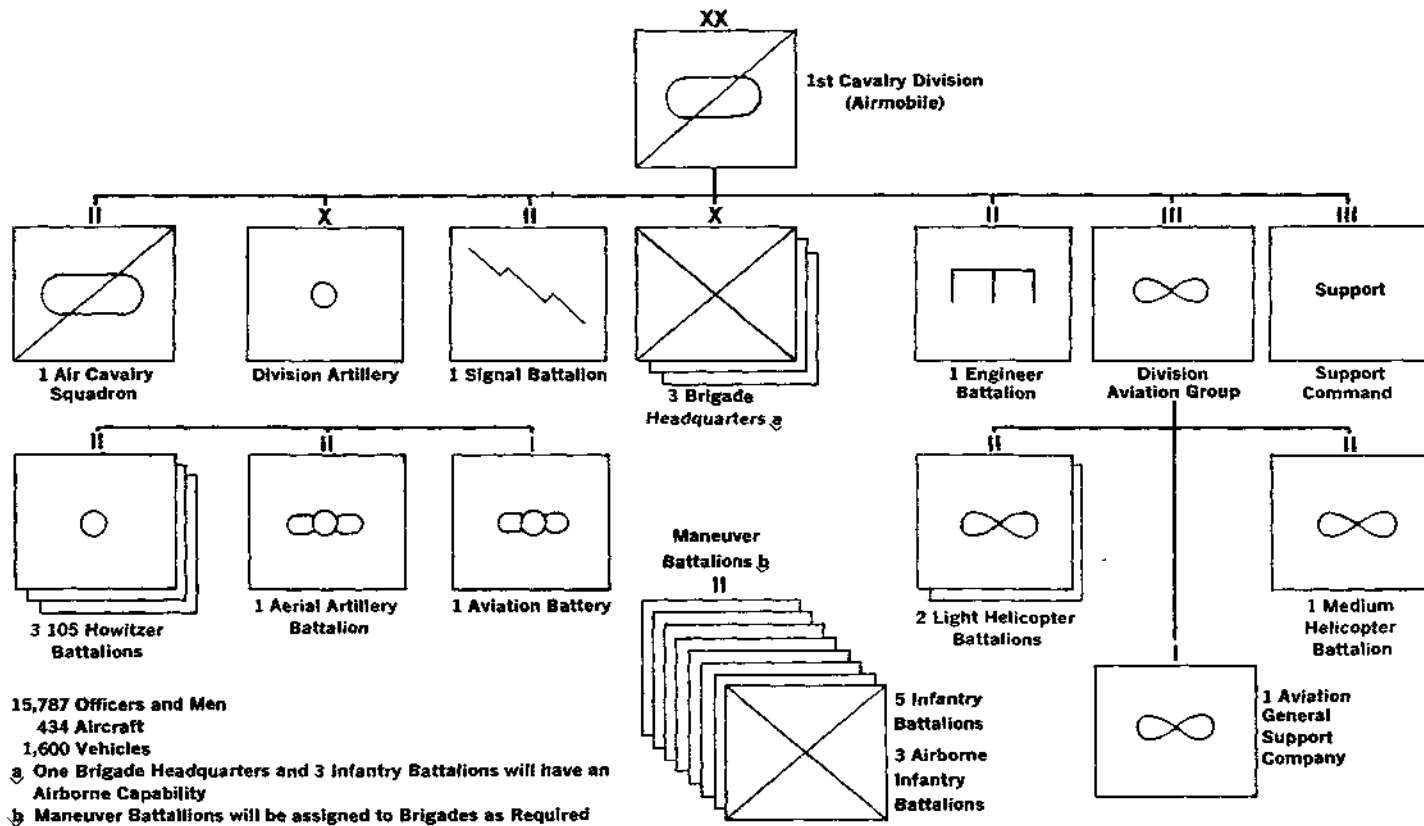 XX
1st Cavalry Division
(Airmobile)
II
X
II
X
II
III
III
Support
1 Air Cavalry
Squadron
Division Artillery
1 Signal Battalion
3 Brigade
Headquarters a
1 Engineer
Battalion
Division
Aviation Group
Support
Command
II
II
I
3 105 Howitzer
Battalions
1 Aerial Artillery
Battalion
1 Aviation Battery
Maneuver
Battalions b
II
5 Infantry
Battalions
3 Airborne
Infantry
Battalions
II
II
2 Light Helicopter
Battalions
1 Medium
Helicopter
Battalion
I
1 Aviation
General
Support
Company
15,787 Officers and Men
434 Aircraft
1,600 Vehicles
a One Brigade Headquarters and 3 Infantry Battalions will have an
Airborne Capability
b Maneuver Battallions will be assigned to Brigades as Required